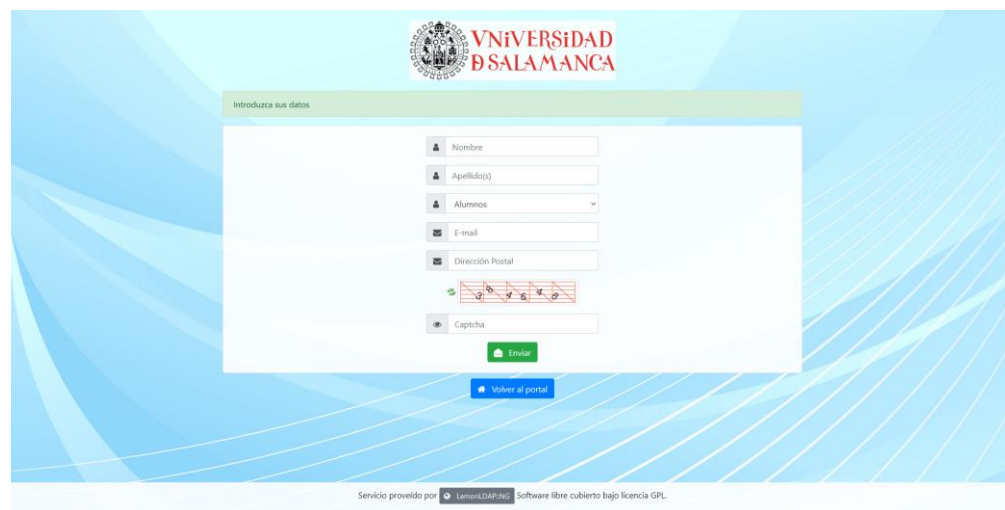 VNiVERSiDAD
D SALAMANCA
Introduzca sus datos
Nombre
Apellido(s)
Alumnos
E-mail
Dirección Postal
Captcha
Enviar
Volver al portal
Servicio proveído por LemonLDAP::NG Software libre cubierto bajo licencia GPL.